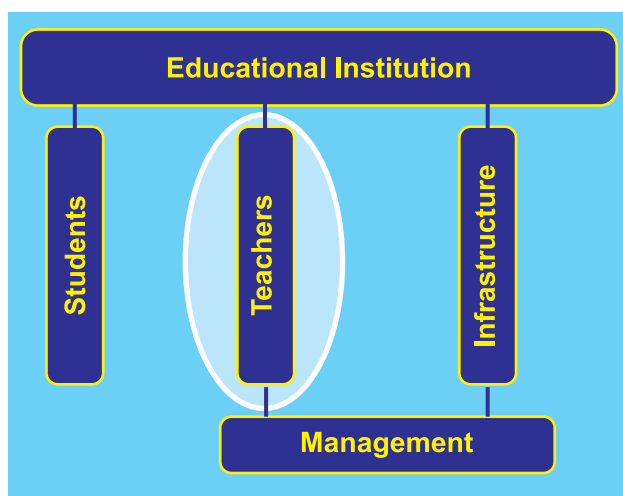 Educational Institution
Students
Teachers
Infrastructure
Management